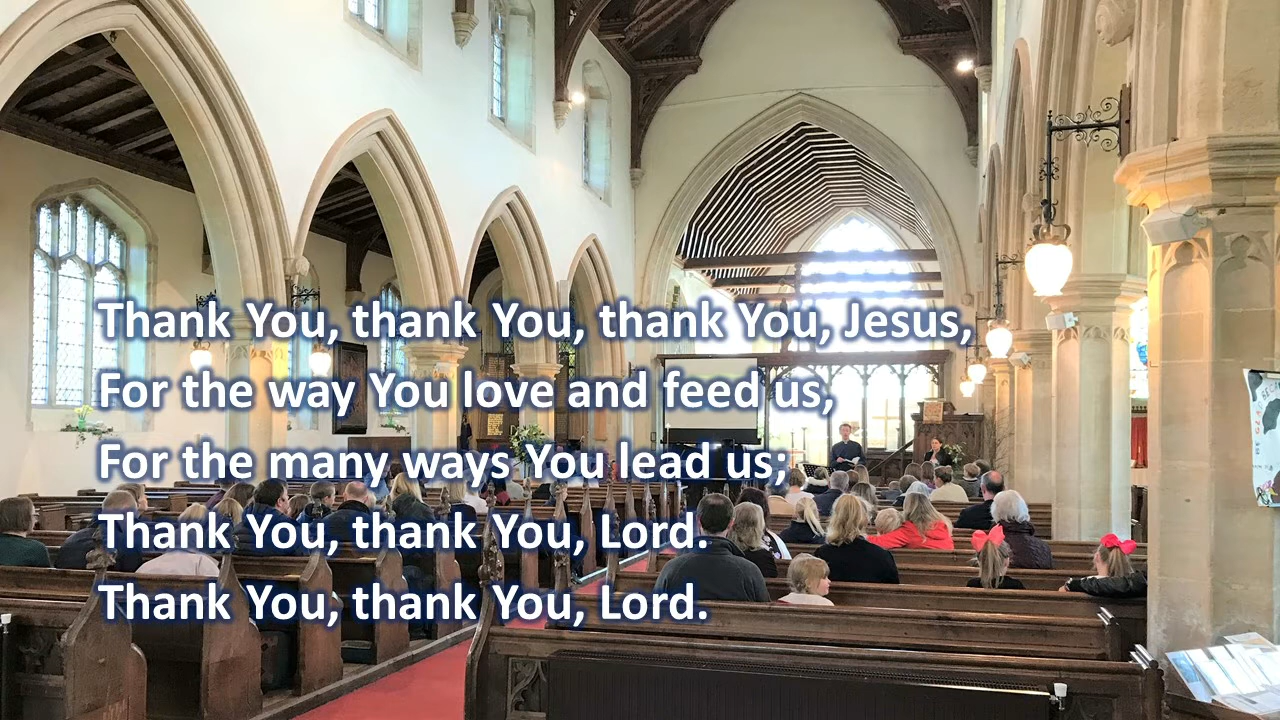 Thank You, thank You, thank You, Jesus,
For the way You love and feed us,
For the many ways You lead us;
Thank You, thank You, Lord.
Thank You, thank You, Lord.